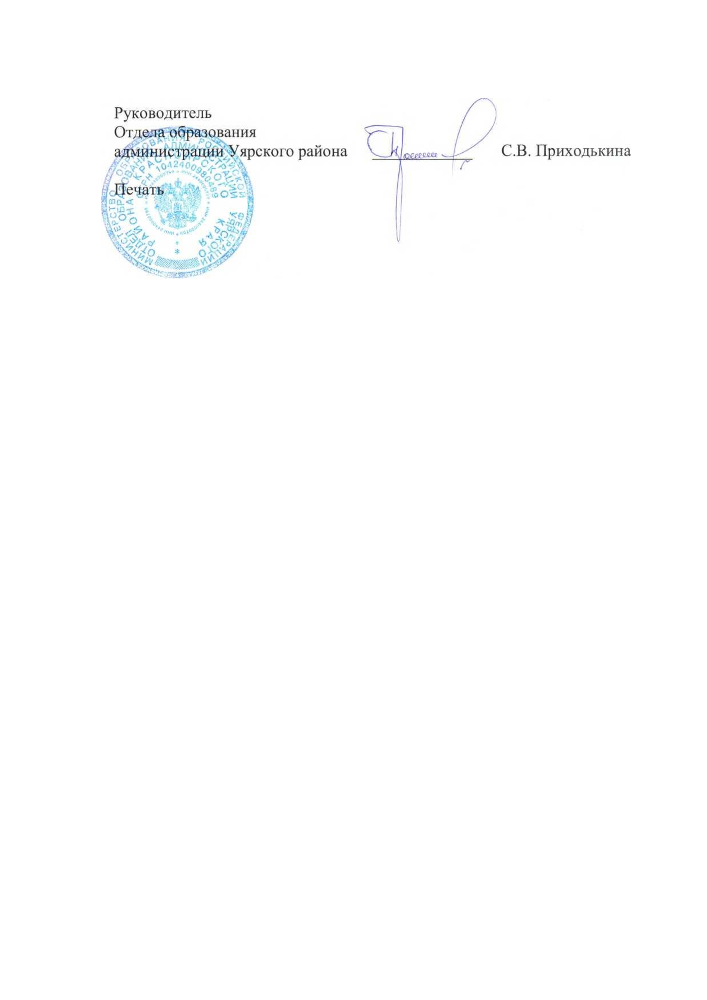 Руководитель
Отдела образования
администрации Уярского района С.В. Приходькина
Печать
МИНИСТЕРСТВО ОБРАЗОВАНИЯ РОССИЙСКОЙ ФЕДЕРАЦИИ
ОТДЕЛ ОБРАЗОВАНИЯ АДМИНИСТРАЦИИ УЯРСКОГО
РАЙОНА КРАСНОЯРСКОГО КРАЯ
ОГРН 1042400980489